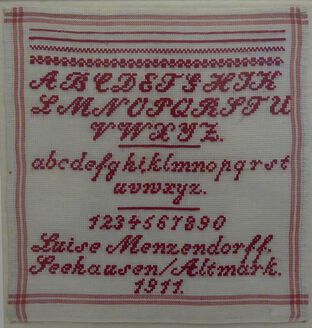 ABCDEFGHIK
LMNOPQRSTU
VWXYZ.
abcdefghiklmnopqrst
uvwxyz.
1234567890
Luise Menzendorff.
Seehausen/Altmark.
1911.